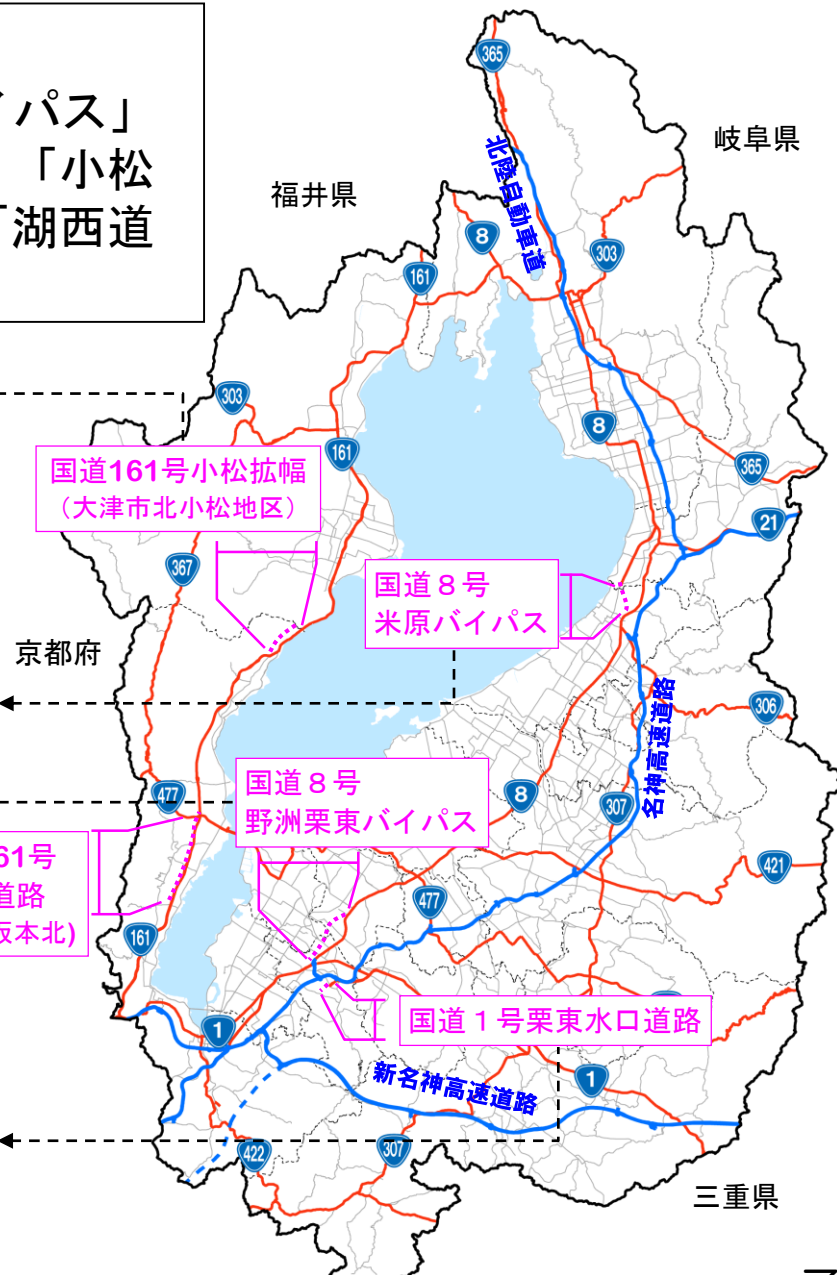 イパス」
「小松
「湖西道
365
岐阜県
北陸自動車道
福井県
8
303
161
303
8
161
国道161号小松拡幅
（大津市北小松地区）
365
21
367
国道８号
米原バイパス
京都府
306
名神高速道路
477
国道８号
野洲栗東バイパス
8
307
61号
道路
坂本北)
421
477
161
1
国道１号栗東水口道路
新名神高速道路
1
422
307
三重県